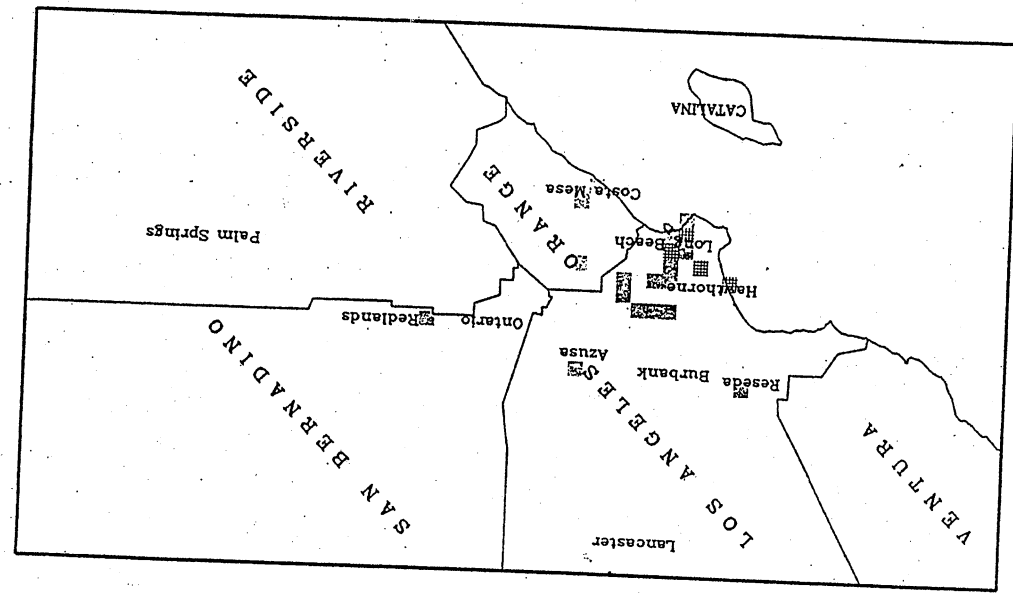 Lancaster
VENTURA
LOS ANGELES
SAN BERNADINO
Reseda
Burbank
Azusa
Hawthorne
Ontario
Redlands
Long
Beach
Palm Springs
ORANGE
Costa Mesa
RIVERSIDE
CATALINA